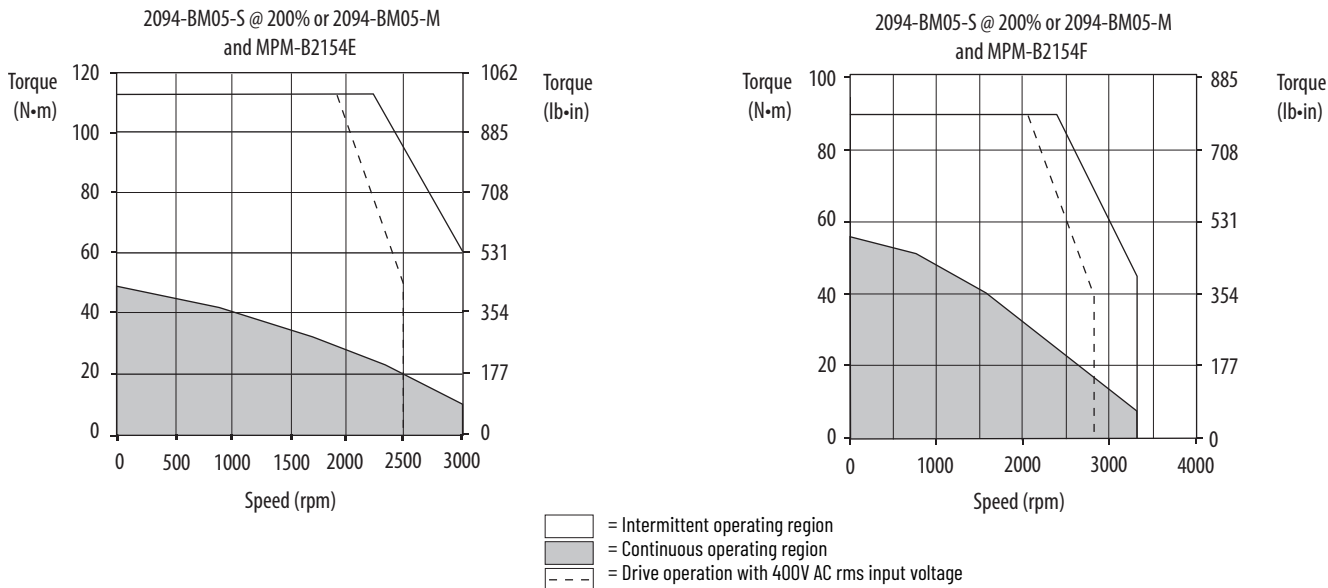 2094-BM05-S @ 200% or 2094-BM05-M
and MPM-B2154E
Torque
(N•m)
120
100
80
60
40
20
0
1062
885
708
531
354
177
0
Torque
(lb•in)
0 500 1000 1500 2000 2500 3000
Speed (rpm)
2094-BM05-S @ 200% or 2094-BM05-M
and MPM-B2154F
Torque
(N•m)
100
80
60
40
20
0
885
708
531
354
177
0
Torque
(lb•in)
0 1000 2000 3000 4000
Speed (rpm)
= Intermittent operating region
= Continuous operating region
= Drive operation with 400V AC rms input voltage